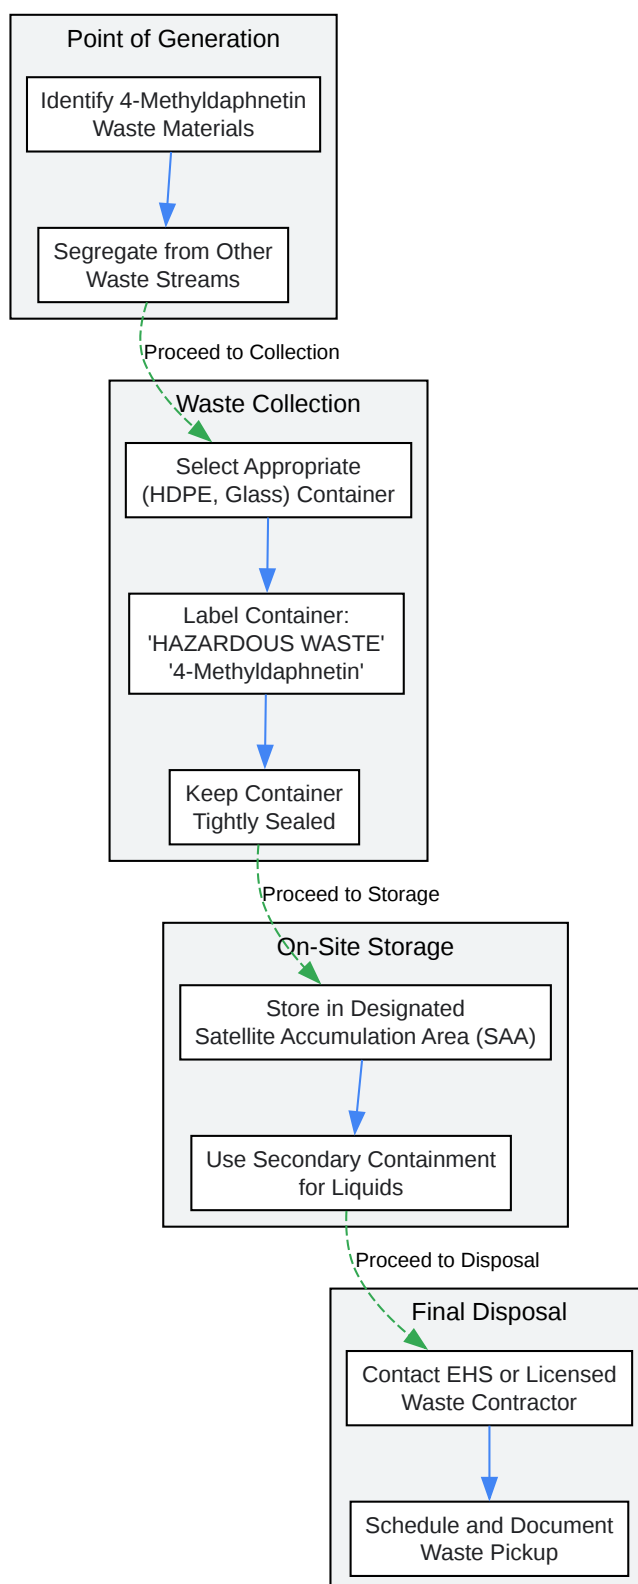 Point of Generation
Identify 4-Methyldaphnetin
Waste Materials
Segregate from Other
Waste Streams
Proceed to Collection
Waste Collection
Select Appropriate
(HDPE, Glass) Container
Label Container:
'HAZARDOUS WASTE'
'4-Methyldaphnetin'
Keep Container
Tightly Sealed
Proceed to Storage
On-Site Storage
Store in Designated
Satellite Accumulation Area (SAA)
Use Secondary Containment
for Liquids
Proceed to Disposal
Final Disposal
Contact EHS or Licensed
Waste Contractor
Schedule and Document
Waste Pickup